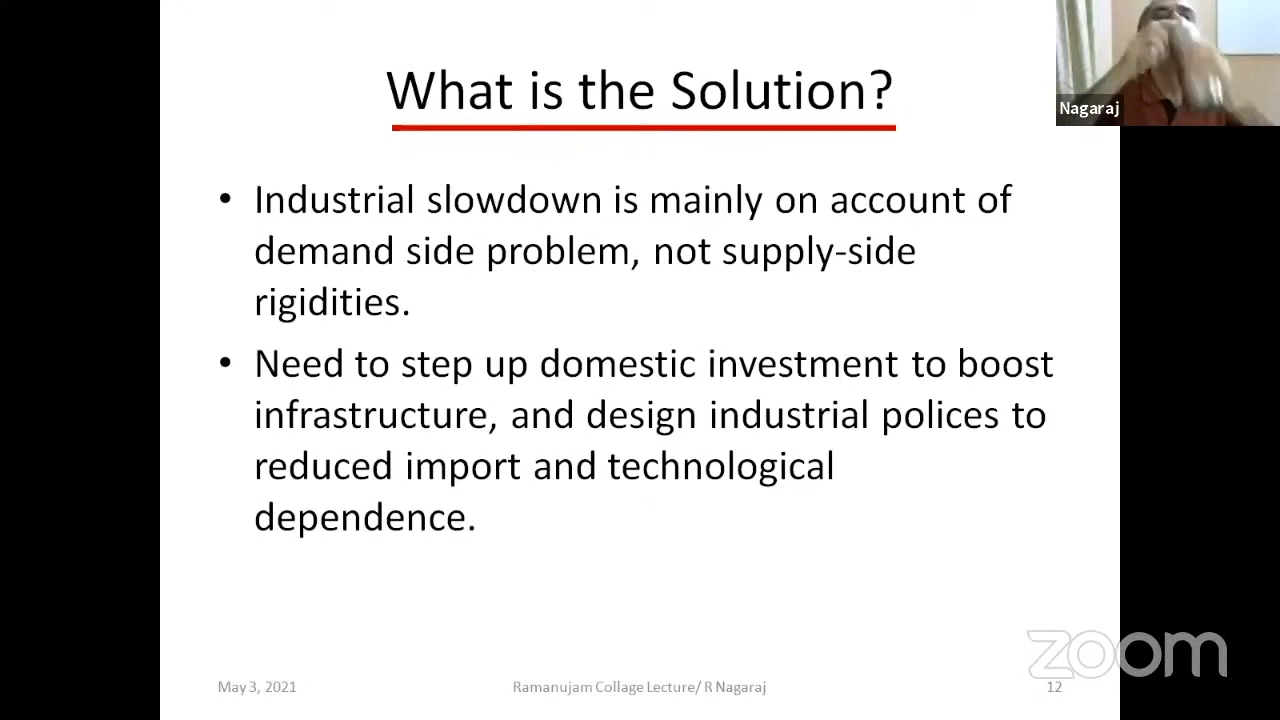 What is the Solution?
Nagaraj
• Industrial slowdown is mainly on account of
demand side problem, not supply-side
rigidities.
• Need to step up domestic investment to boost
infrastructure, and design industrial polices to
reduced import and technological
dependence.
zoom
May 3, 2021
Ramanujam Collage Lecture/ R Nagaraj
12